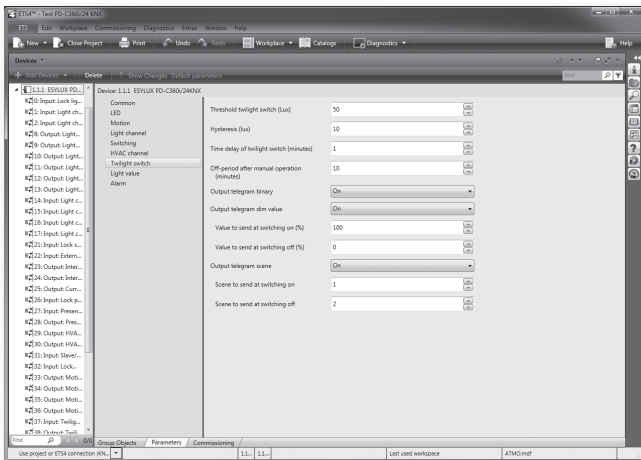 ETS4™ - Test PD-C360i/24 KNX
ETS Edit Workplace Commissioning Diagnostics Extras Window Help
New Close Project Print Undo Redo Workplace Catalogs Diagnostics Help
Devices
Add Devices Delete Show Changes Default parameters Find
1.1.1 ESYLUX PD...
0: Input: Lock lig...
1: Input: Light ch...
2: Input: Light ch...
8: Output: Light...
9: Output: Light...
10: Output: Light...
11: Output: Light...
12: Output: Light...
13: Output: Light...
14: Input: Light c...
15: Input: Light c...
16: Input: Light c...
17: Input: Light c...
21: Input: Lock s...
22: Input: Extern...
23: Output: Inter...
24: Output: Inter...
25: Output: Curr...
26: Input: Lock p...
27: Input: Presen...
28: Output: Pres...
29: Output: HVA...
30: Output: HVA...
31: Input: Slave/...
32: Input: Lock...
33: Output: Moti...
34: Output: Moti...
35: Output: Moti...
36: Output: Moti...
37: Input: Twilig...
38: Output: Twili...
Find 0/0
Device: 1.1.1 ESYLUX PD-C360i/24KNX
Common
LED
Motion
Light channel
Switching
HVAC channel
Twilight switch
Light value
Alarm
Threshold twilight switch (Lux) 50
Hysteresis (lux) 10
Time delay of twilight switch (minutes) 1
Off-period after manual operation
(minutes) 10
Output telegram binary On
Output telegram dim value On
Value to send at switching on (%) 100
Value to send at switching off (%) 0
Output telegram scene On
Scene to send at switching on 1
Scene to send at switching off 2
Group Objects Parameters Commissioning
Use project or ETS4 connection (KN... 1.1... 1.1... Last used workspace ATMO.mdf